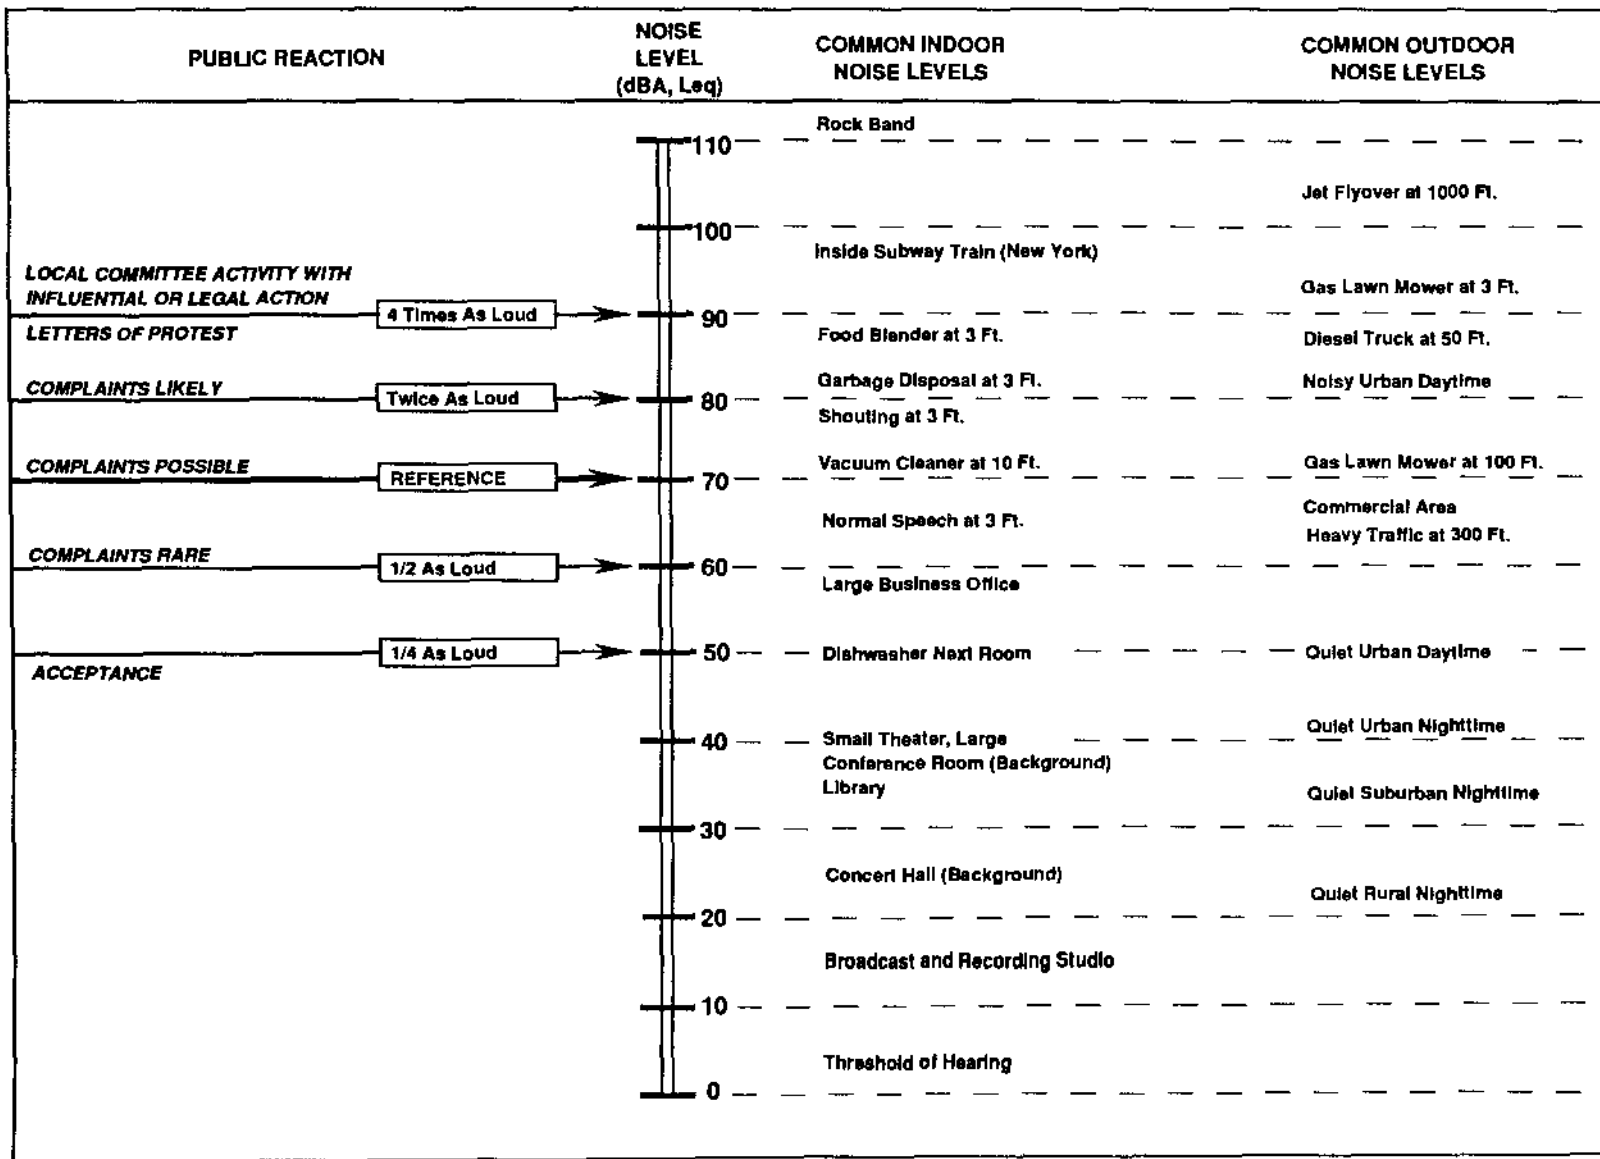 PUBLIC REACTION
NOISE
LEVEL
(dBA, Leq)
COMMON INDOOR
NOISE LEVELS
COMMON OUTDOOR
NOISE LEVELS
Rock Band
110
Jet Flyover at 1000 Ft.
100
Inside Subway Train (New York)
LOCAL COMMITTEE ACTIVITY WITH
INFLUENTIAL OR LEGAL ACTION
Gas Lawn Mower at 3 Ft.
4 Times As Loud
90
LETTERS OF PROTEST
Food Blender at 3 Ft.
Diesel Truck at 50 Ft.
COMPLAINTS LIKELY
Garbage Disposal at 3 Ft.
Noisy Urban Daytime
Twice As Loud
80
Shouting at 3 Ft.
COMPLAINTS POSSIBLE
Vacuum Cleaner at 10 Ft.
Gas Lawn Mower at 100 Ft.
REFERENCE
70
Commercial Area
Normal Speech at 3 Ft.
Heavy Traffic at 300 Ft.
COMPLAINTS RARE
1/2 As Loud
60
Large Business Office
1/4 As Loud
50
Dishwasher Next Room
Quiet Urban Daytime
ACCEPTANCE
Quiet Urban Nighttime
40
Small Theater, Large
Conference Room (Background)
Library
Quiet Suburban Nighttime
30
Concert Hall (Background)
Quiet Rural Nighttime
20
Broadcast and Recording Studio
10
Threshold of Hearing
0